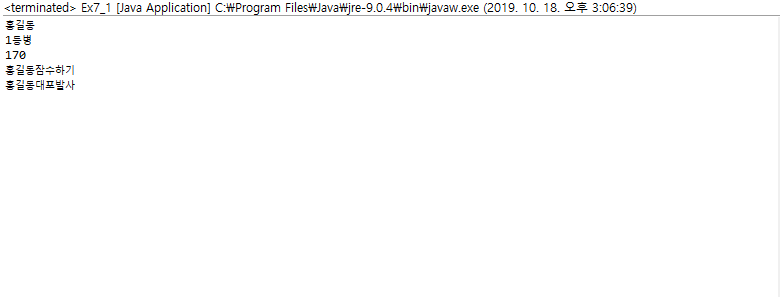 <terminated> Ex7_1 [Java Application] C:₩Program Files₩Java₩jre-9.0.4₩bin₩javaw.exe (2019. 10. 18. 오후 3:06:39)
홍길동
1등병
170
홍길동잠수하기
홍길동대포발사